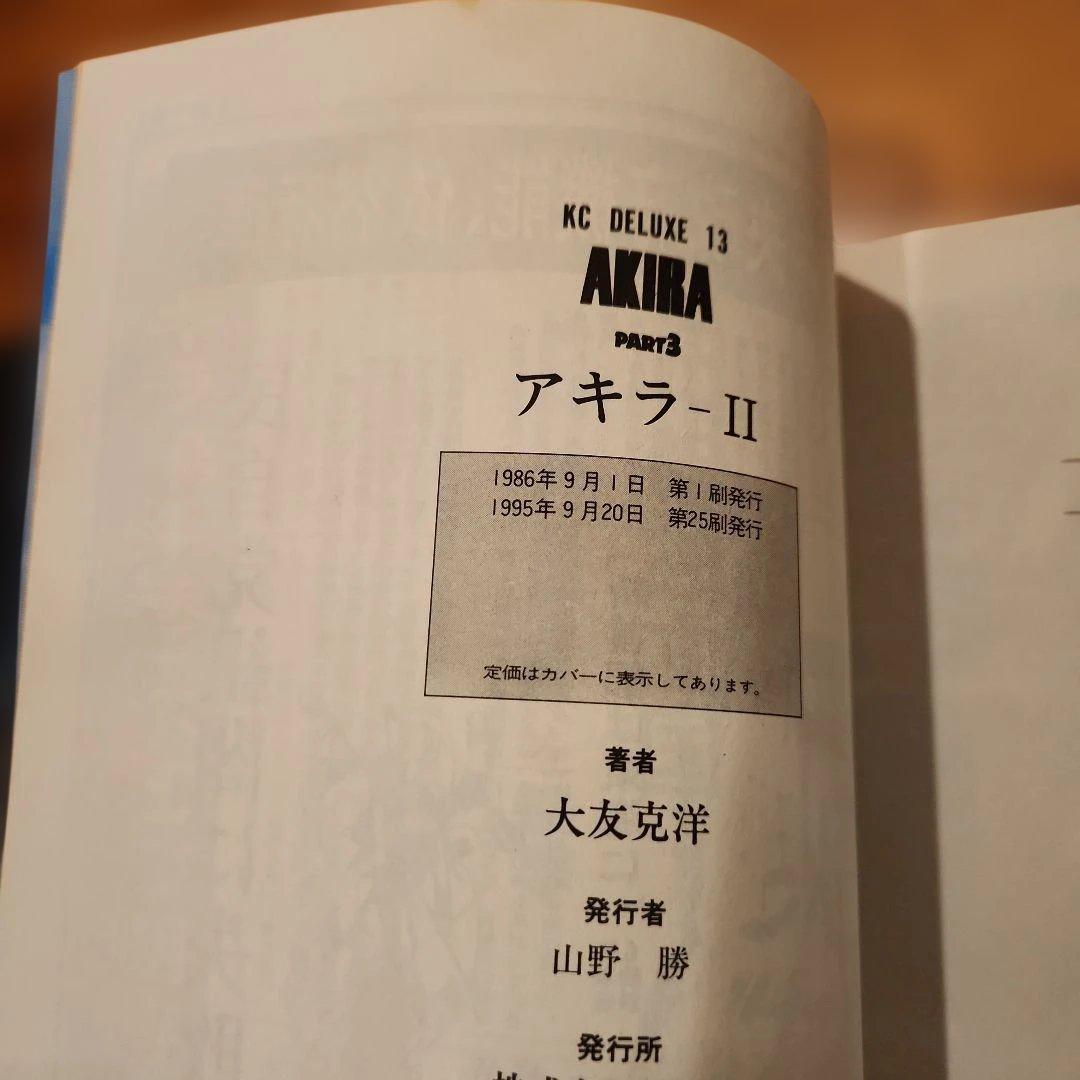 KC DELUXE 13
AKIRA
PART3
アキラ-II
1986年9月1日 第1刷発行
1995年9月20日 第25刷発行
定価はカバーに表示してあります。
著者
大友克洋
発行者
山野 勝
発行所